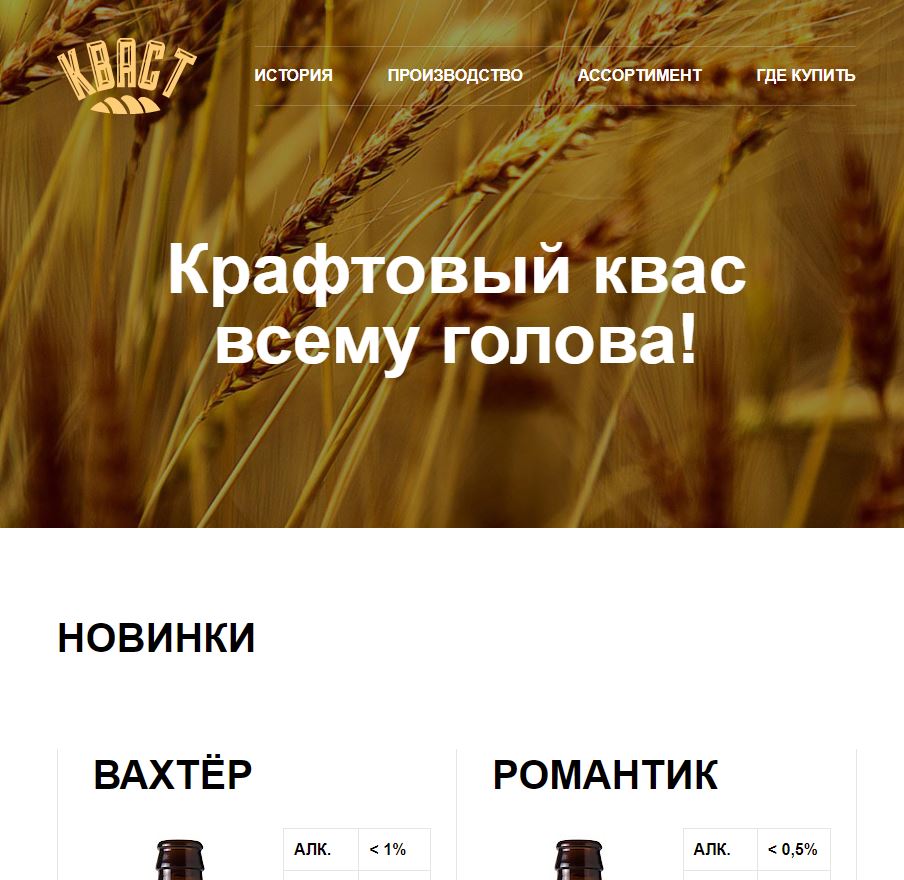 КВАСТ
ИСТОРИЯ ПРОИЗВОДСТВО АССОРТИМЕНТ ГДЕ КУПИТЬ
Крафтовый квас
всему голова!
НОВИНКИ
ВАХТЁР
АЛК. < 1%
РОМАНТИК
АЛК. < 0,5%